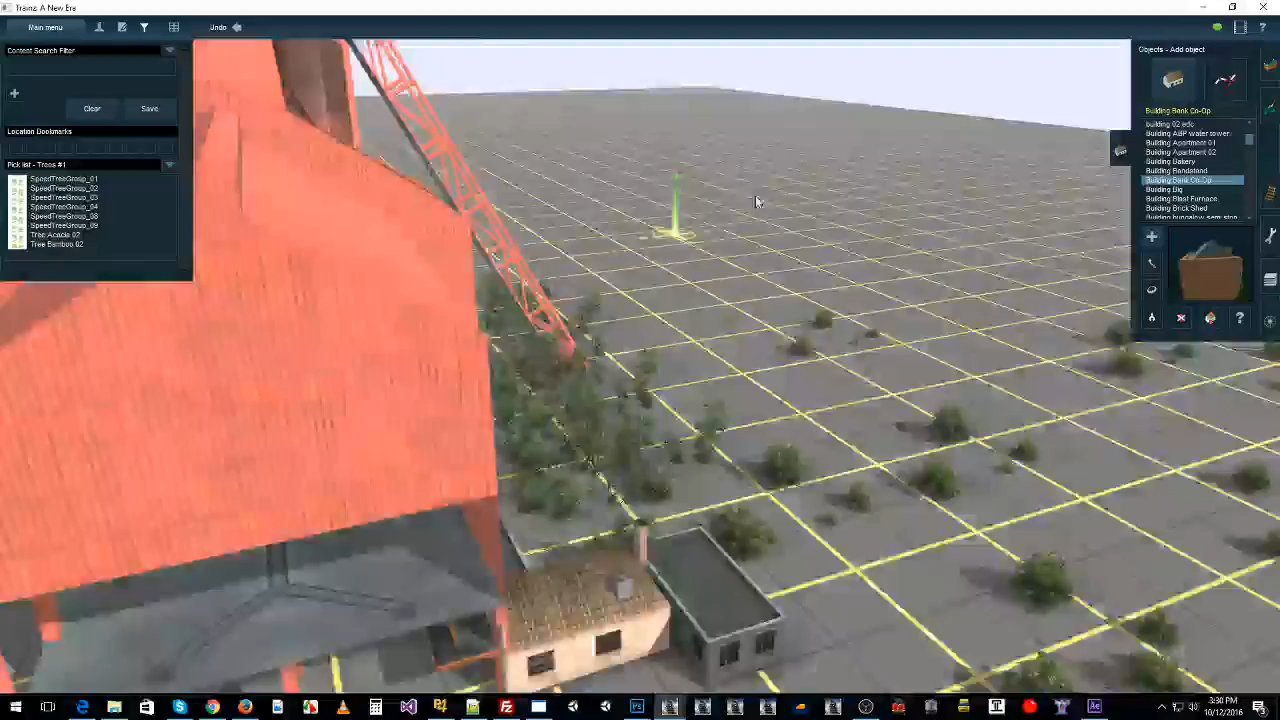 Trainz: A New Era
Main menu
Undo
Content Search Filter
Clear
Save
Location Bookmarks
Pick list - Trees #1
SpeedTreeGroup_01
SpeedTreeGroup_02
SpeedTreeGroup_03
SpeedTreeGroup_04
SpeedTreeGroup_08
SpeedTreeGroup_09
Tree Acacia 02
Tree Bamboo 02
Objects - Add object
Building Bank Co-Op
building 02 edc
Building ABP water tower
Building Apartment 01
Building Apartment 02
Building Bakery
Building Bandstand
Building Bank Co-Op
Building Big
Building Blast Furnace
Building Brick Shed
?
3:30 PM
10/12/2016